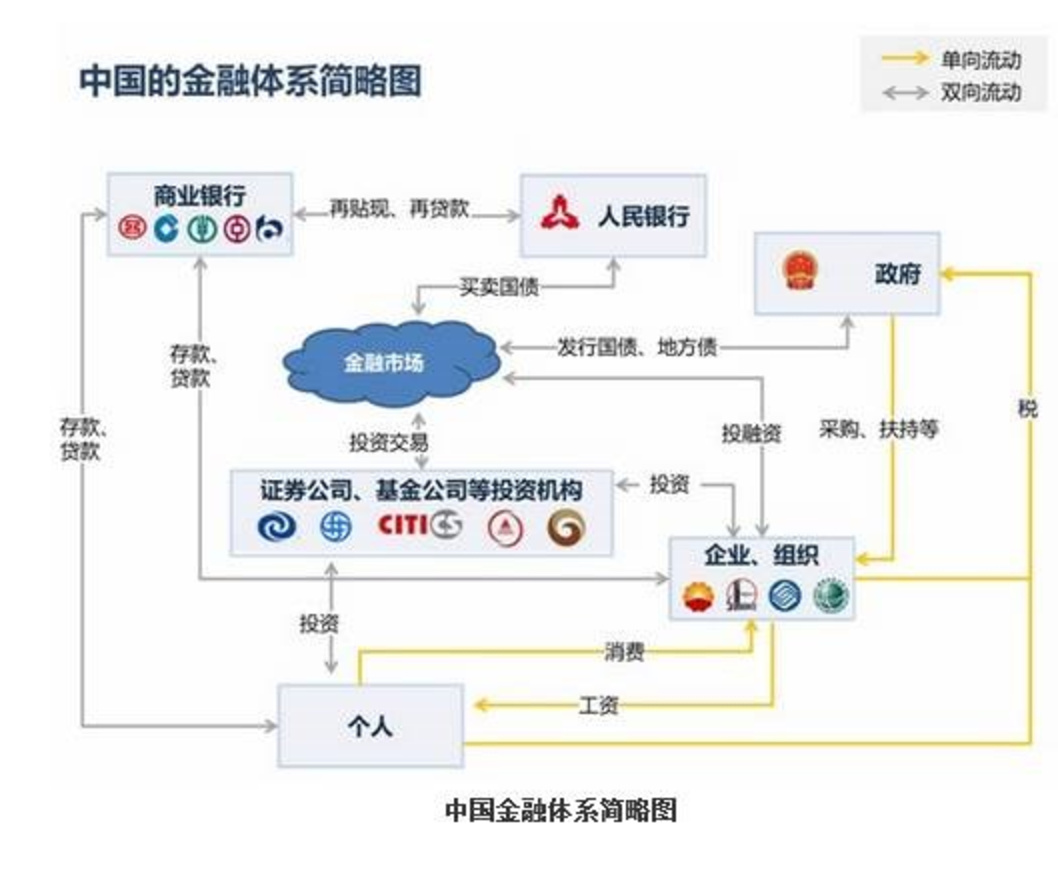 中国的金融体系简略图
单向流动
双向流动
商业银行
再贴现、再贷款
人民银行
政府
买卖国债
金融市场
发行国债、地方债
存款、
贷款
存款、
贷款
投资交易
投融资
采购、扶持等
税
证券公司、基金公司等投资机构
CITI
投资
企业、组织
投资
消费
工资
个人
中国金融体系简略图